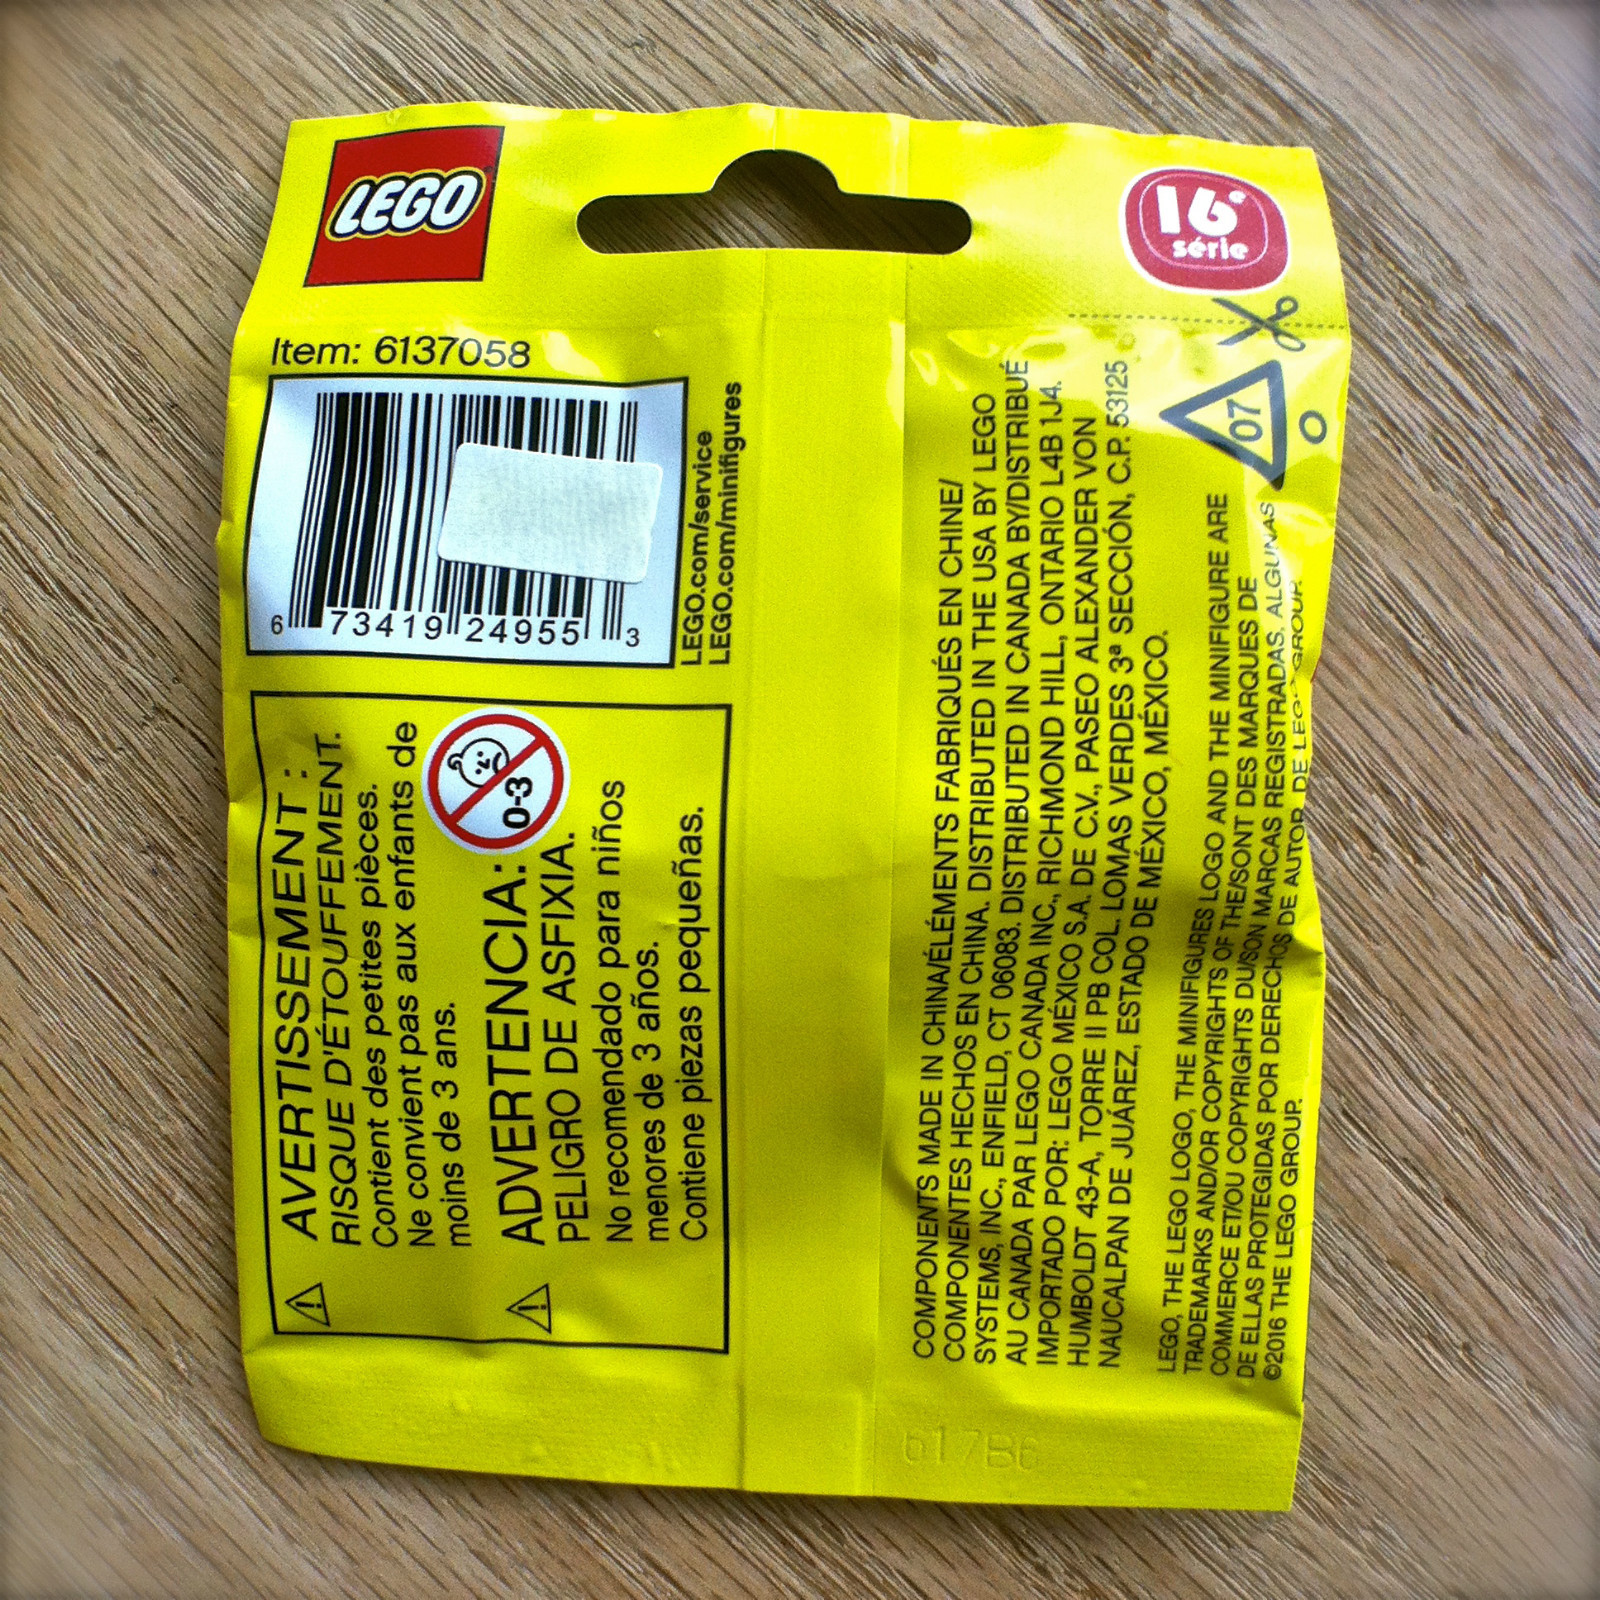 LEGO
16e
série
Item: 6137058
6 73419 24955 3
LEGO.com/service
LEGO.com/minifigures
AVERTISSEMENT :
RISQUE D'ÉTOUFFEMENT.
Contient des petites pièces.
Ne convient pas aux enfants de
moins de 3 ans.
0-3
ADVERTENCIA:
PELIGRO DE ASFIXIA.
No recomendado para niños
menores de 3 años.
Contiene piezas pequeñas.
COMPONENTS MADE IN CHINA/ÉLÉMENTS FABRIQUÉS EN CHINE/
COMPONENTES HECHOS EN CHINA. DISTRIBUTED IN THE USA BY LEGO
SYSTEMS, INC., ENFIELD, CT 06083. DISTRIBUTED IN CANADA BY/DISTRIBUÉ
AU CANADA PAR LEGO CANADA INC., RICHMOND HILL, ONTARIO L4B 1J4.
IMPORTADO POR: LEGO MÉXICO S.A. DE C.V., PASEO ALEXANDER VON
HUMBOLDT 43-A, TORRE II PB COL. LOMAS VERDES 3ª SECCIÓN, C.P. 53125
NAUCALPAN DE JUÁREZ, ESTADO DE MÉXICO, MÉXICO.
07
O
LEGO, THE LEGO LOGO, THE MINIFIGURES LOGO AND THE MINIFIGURE ARE
TRADEMARKS AND/OR COPYRIGHTS OF THE/SONT DES MARQUES DE
COMMERCE ET/OU COPYRIGHTS DU/SON MARCAS REGISTRADAS, ALGUNAS
DE ELLAS PROTEGIDAS POR DERECHOS DE AUTOR, DE LEGO GROUP.
©2016 THE LEGO GROUP.
617B6